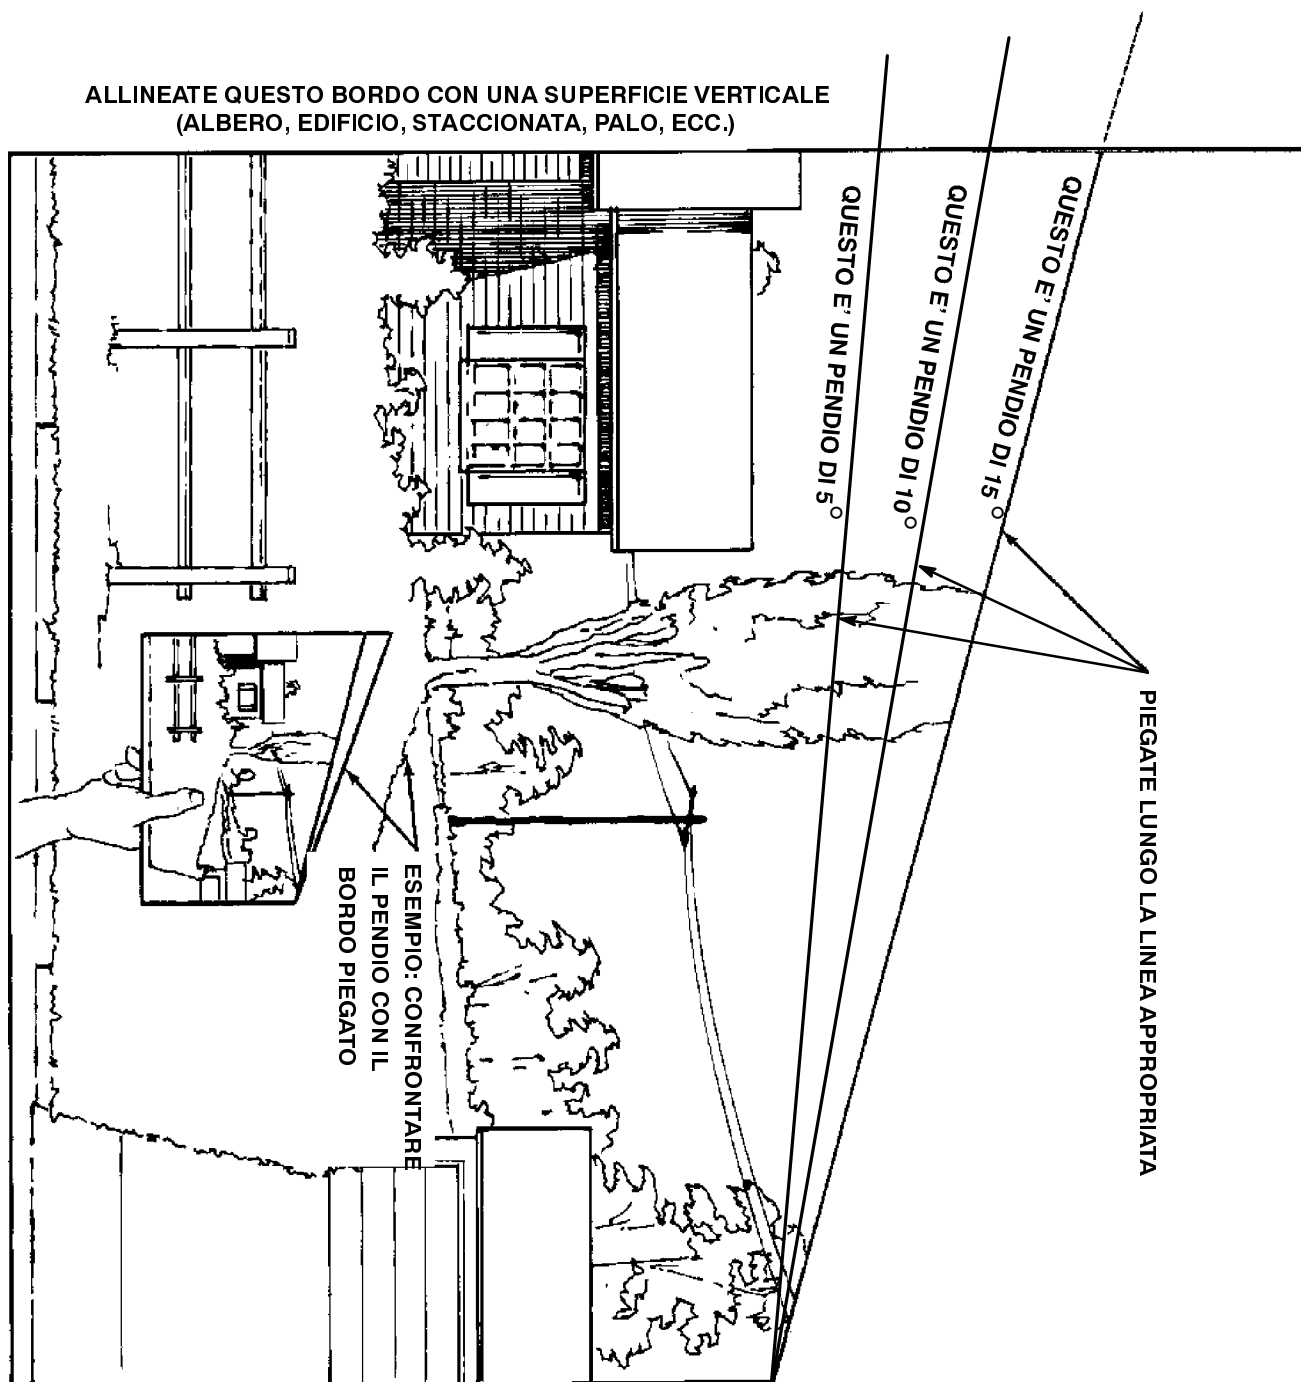 ALLINEATE QUESTO BORDO CON UNA SUPERFICIE VERTICALE
(ALBERO, EDIFICIO, STACCIONATA, PALO, ECC.)
QUESTO E' UN PENDIO DI 5°
QUESTO E' UN PENDIO DI 10°
QUESTO E' UN PENDIO DI 15°
PIEGATE LUNGO LA LINEA APPROPRIATA
ESEMPIO: CONFRONTARE
IL PENDIO CON IL
BORDO PIEGATO